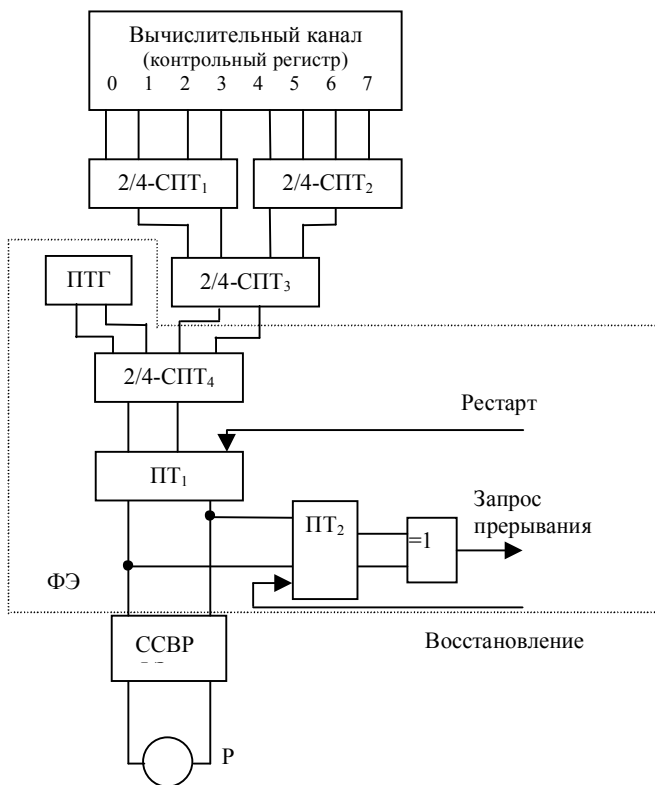 Вычислительный канал
(контрольный регистр)
0 1 2 3 4 5 6 7
2/4-СПТ₁ 2/4-СПТ₂
ПТГ 2/4-СПТ₃
2/4-СПТ₄
Рестарт
ПТ₁
Запрос
прерывания
ПТ₂
=1
ФЭ
ССВР
Восстановление
Р